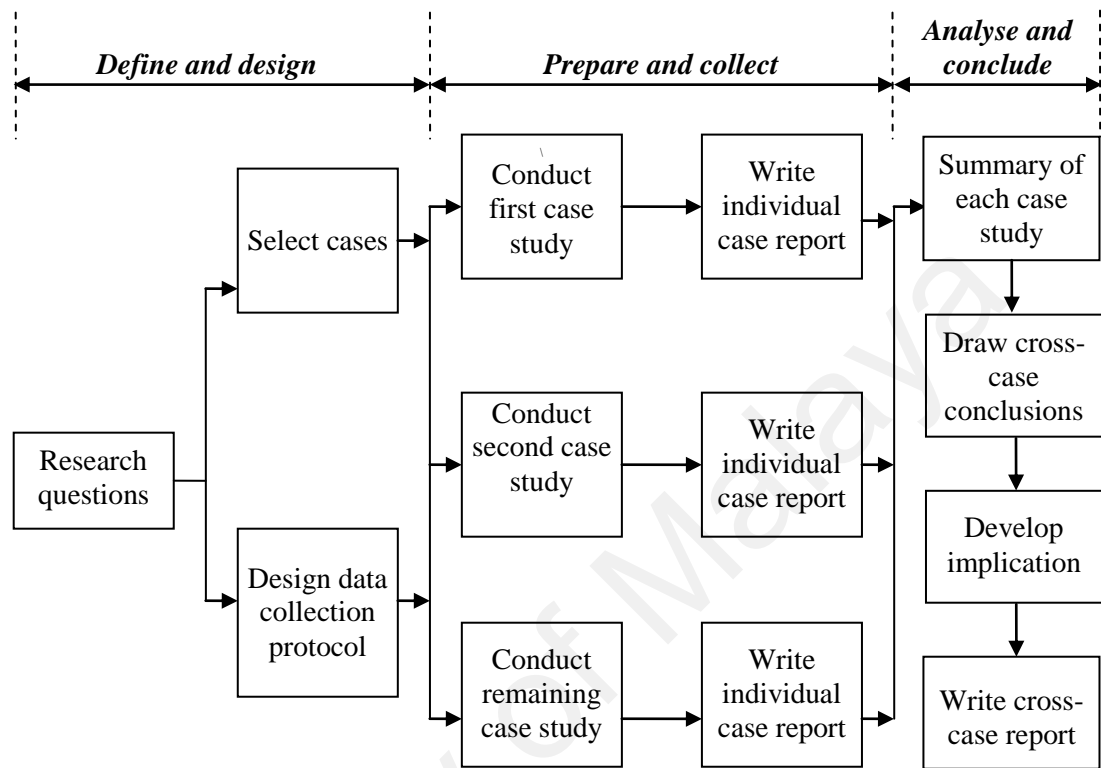 Define and design
Prepare and collect
Analyse and
conclude
Research
questions
Select cases
Design data
collection
protocol
Conduct
first case
study
Write
individual
case report
Conduct
second case
study
Write
individual
case report
Conduct
remaining
case study
Write
individual
case report
Summary of
each case
study
Draw cross-
case
conclusions
Develop
implication
Write cross-
case report
of Malaya